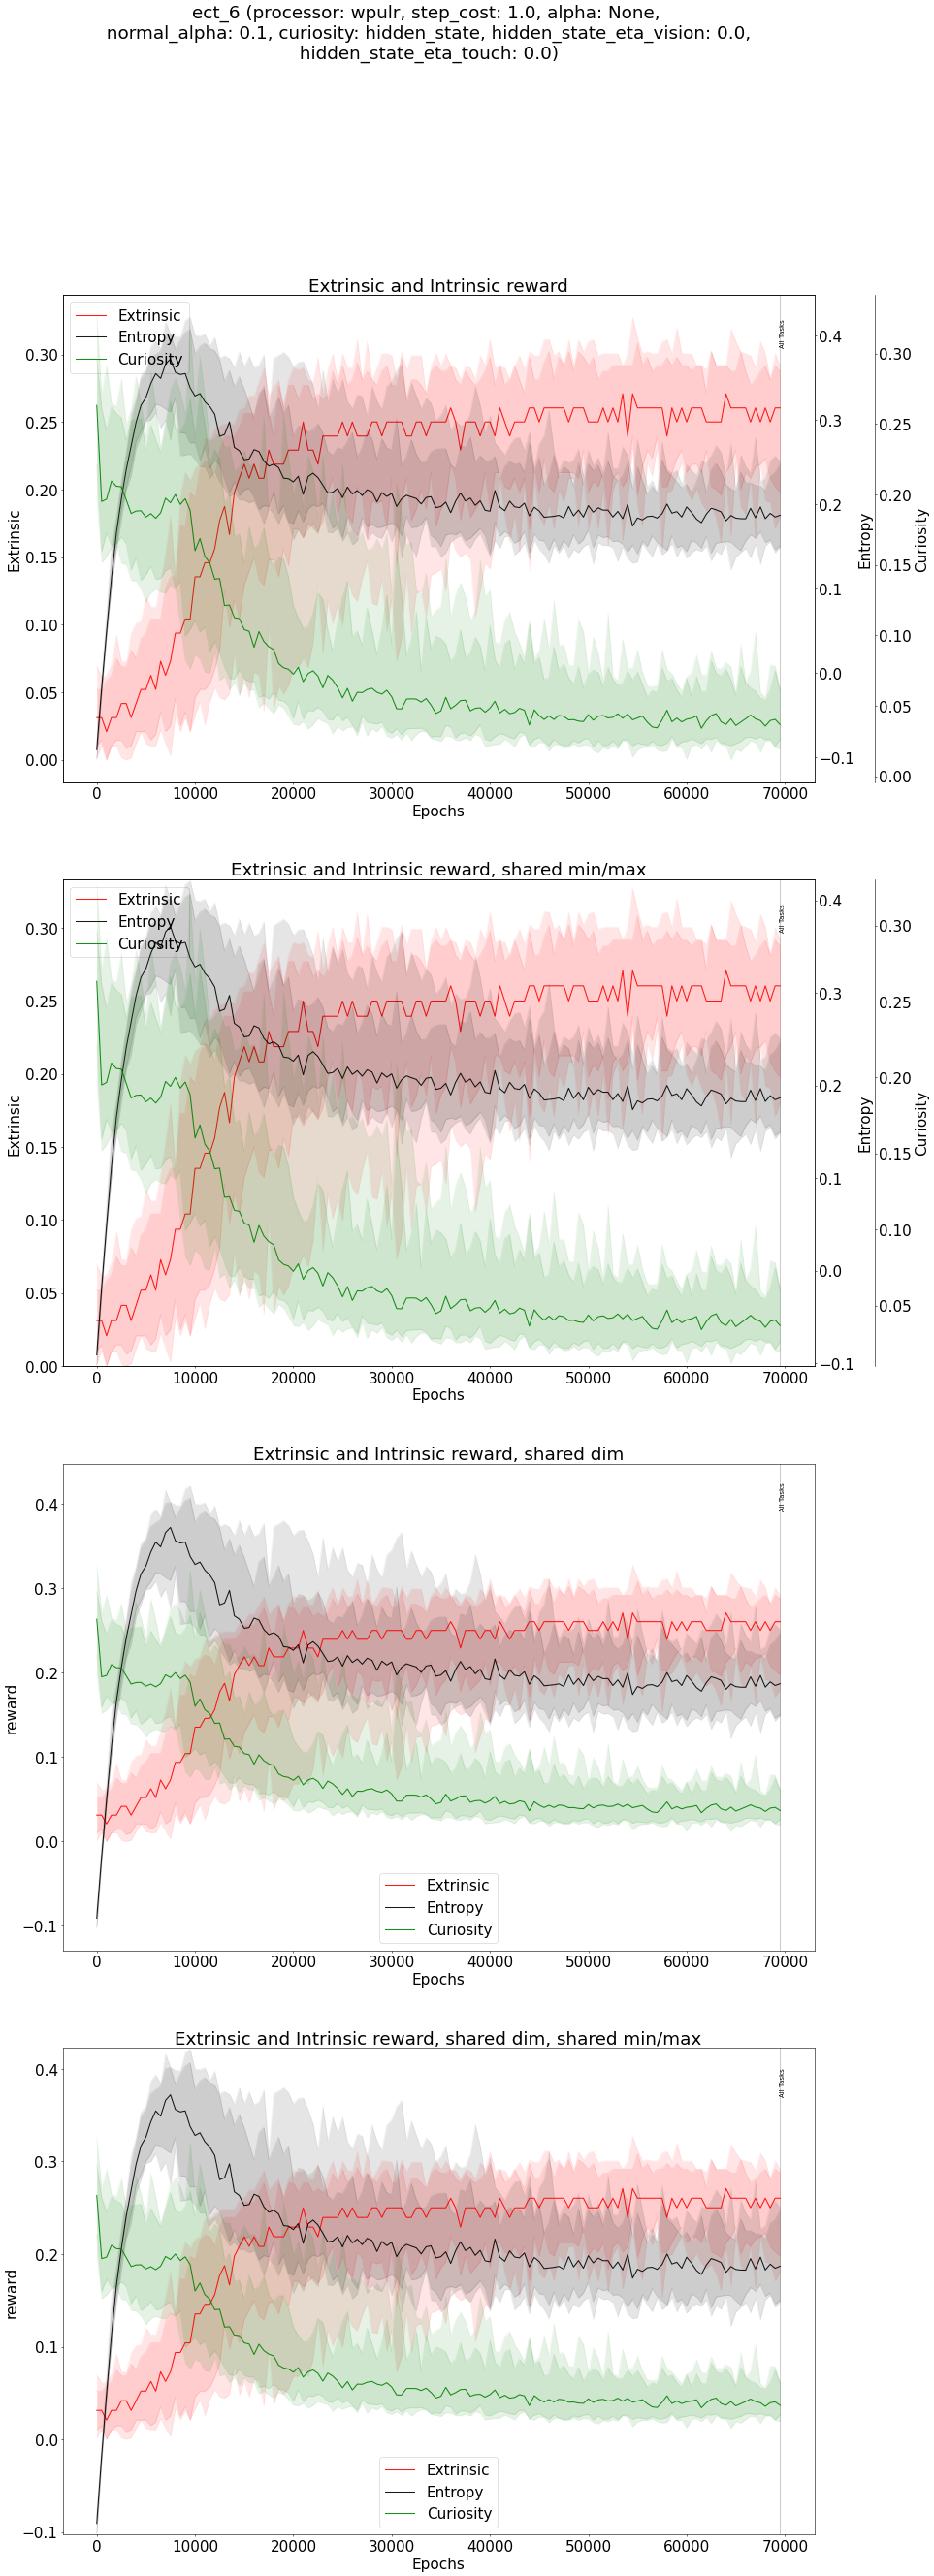 ect_6 (processor: wpulr, step_cost: 1.0, alpha: None,
normal_alpha: 0.1, curiosity: hidden_state, hidden_state_eta_vision: 0.0,
hidden_state_eta_touch: 0.0)
Extrinsic and Intrinsic reward
Extrinsic
Entropy
Curiosity
All Tasks
0.30
0.25
0.20
0.15
0.10
0.05
0.00
Extrinsic
0.4
0.3
0.2
0.1
0.0
−0.1
Entropy
0.30
0.25
0.20
0.15
0.10
0.05
0.00
Curiosity
0 10000 20000 30000 40000 50000 60000 70000
Epochs
Extrinsic and Intrinsic reward, shared min/max
Extrinsic
Entropy
Curiosity
All Tasks
0.30
0.25
0.20
0.15
0.10
0.05
0.00
Extrinsic
0.4
0.3
0.2
0.1
0.0
−0.1
Entropy
0.30
0.25
0.20
0.15
0.10
0.05
Curiosity
0 10000 20000 30000 40000 50000 60000 70000
Epochs
Extrinsic and Intrinsic reward, shared dim
All Tasks
0.4
0.3
0.2
0.1
0.0
−0.1
reward
Extrinsic
Entropy
Curiosity
0 10000 20000 30000 40000 50000 60000 70000
Epochs
Extrinsic and Intrinsic reward, shared dim, shared min/max
All Tasks
0.4
0.3
0.2
0.1
0.0
−0.1
reward
Extrinsic
Entropy
Curiosity
0 10000 20000 30000 40000 50000 60000 70000
Epochs